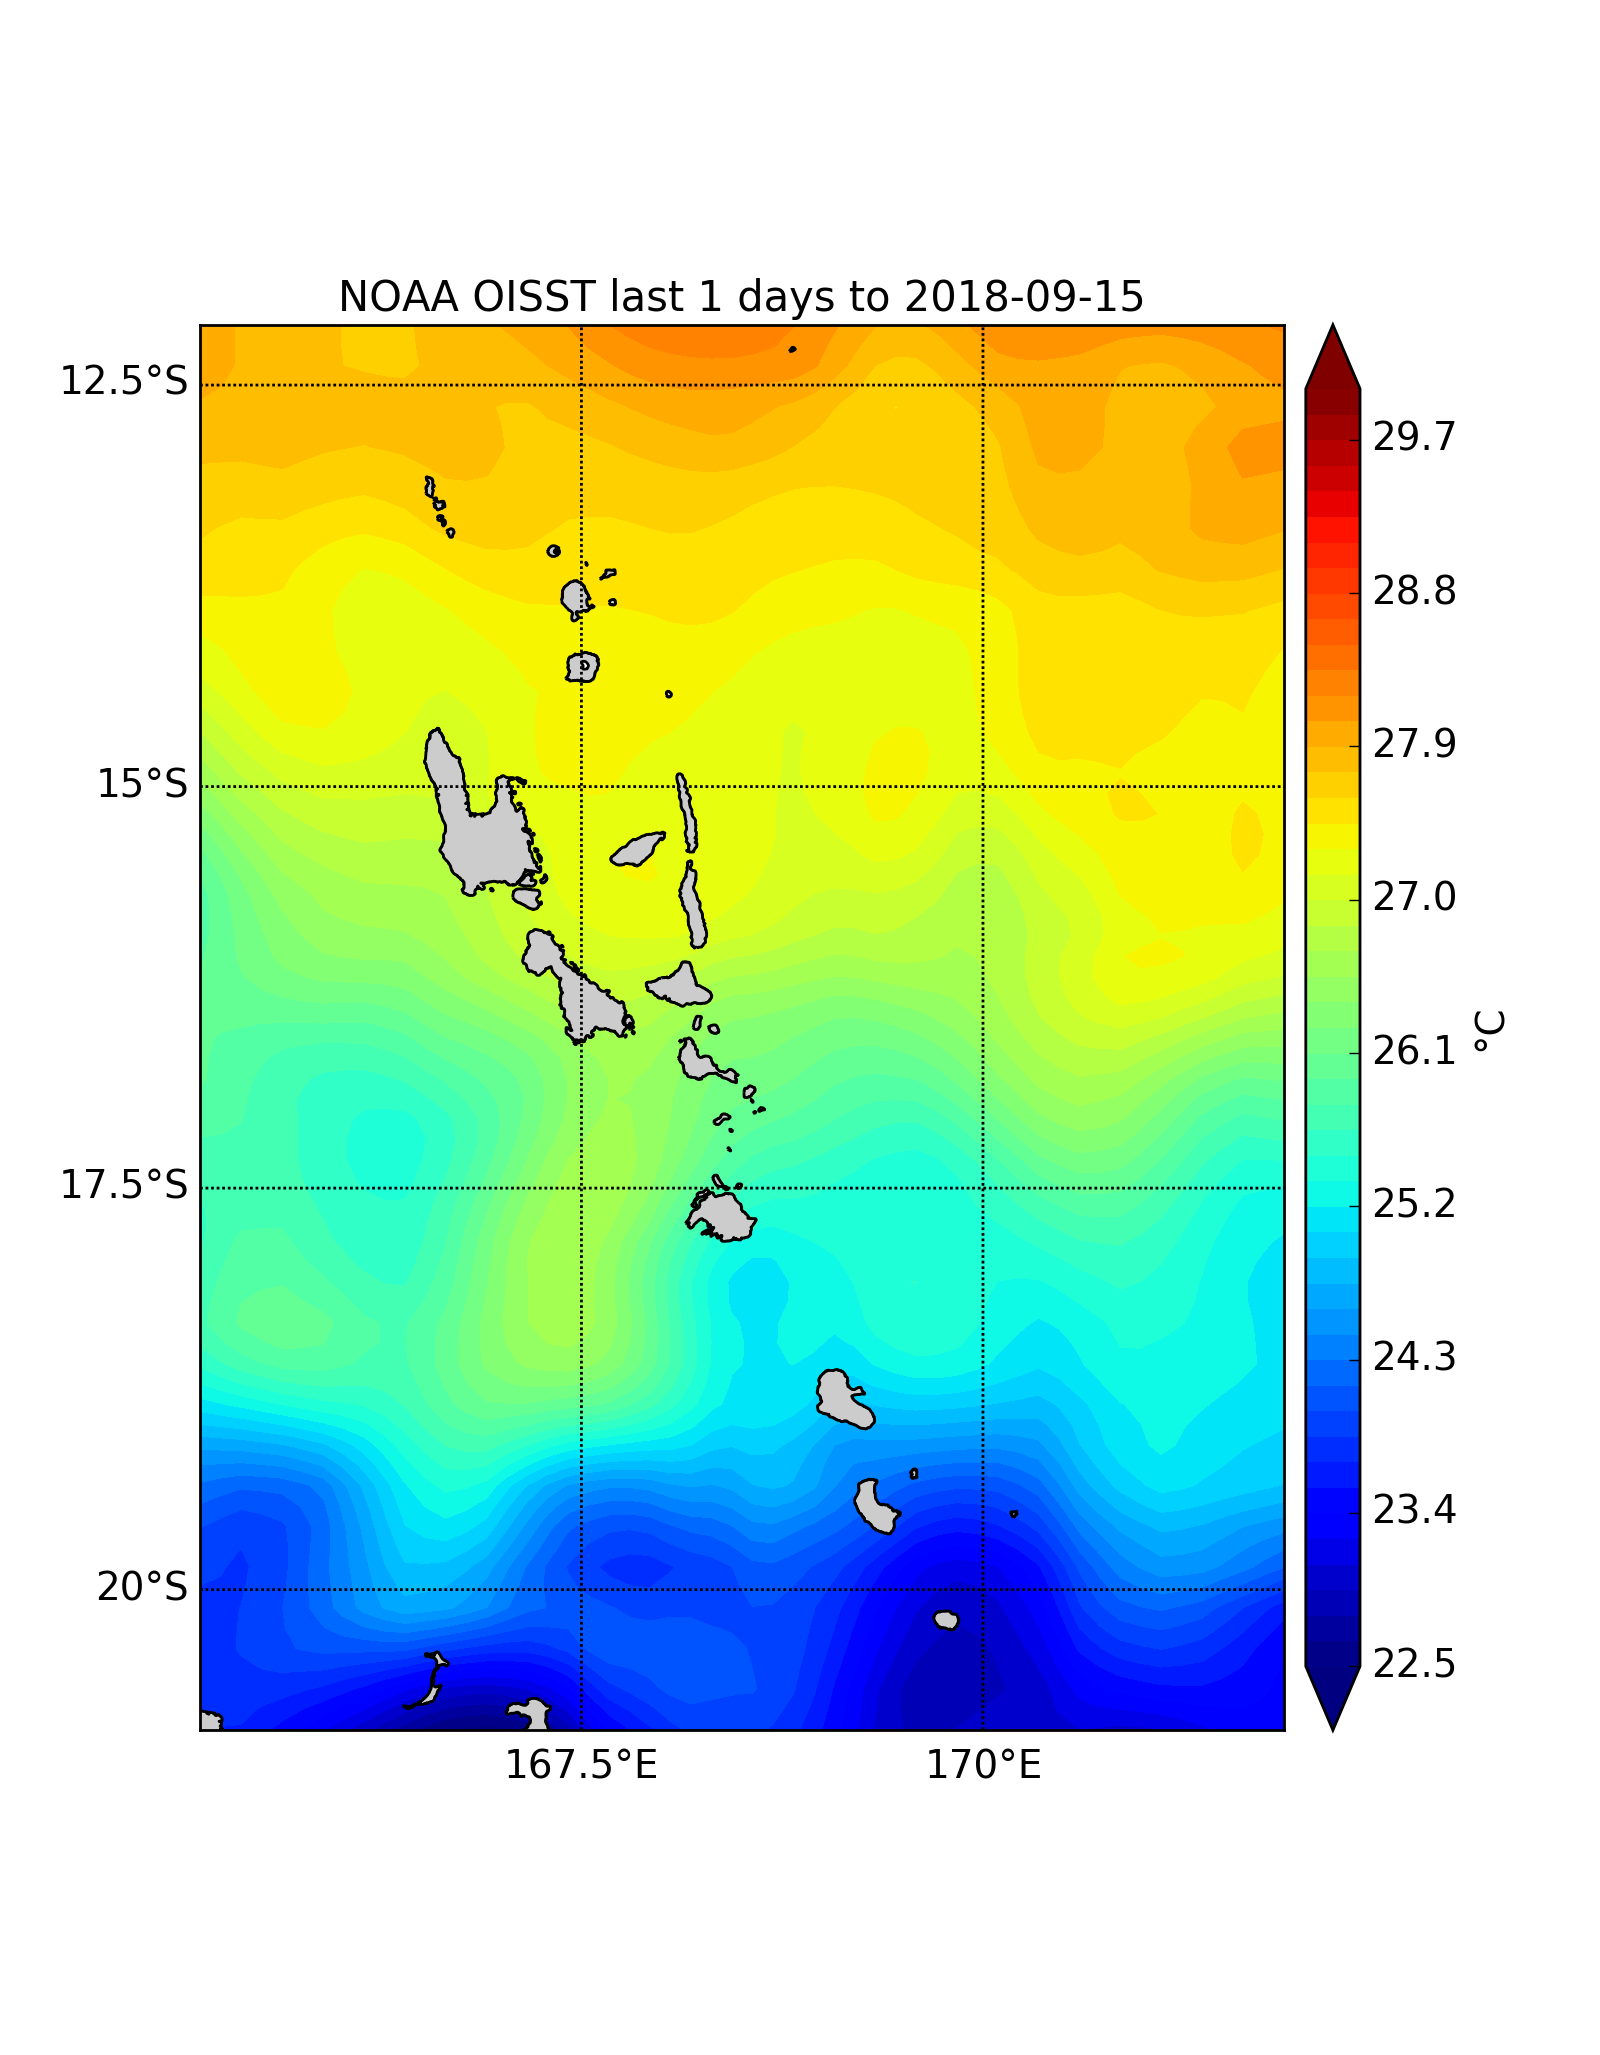 NOAA OISST last 1 days to 2018-09-15
12.5°S
15°S
17.5°S
20°S
167.5°E
170°E
29.7
28.8
27.9
27.0
26.1
25.2
24.3
23.4
22.5
°C